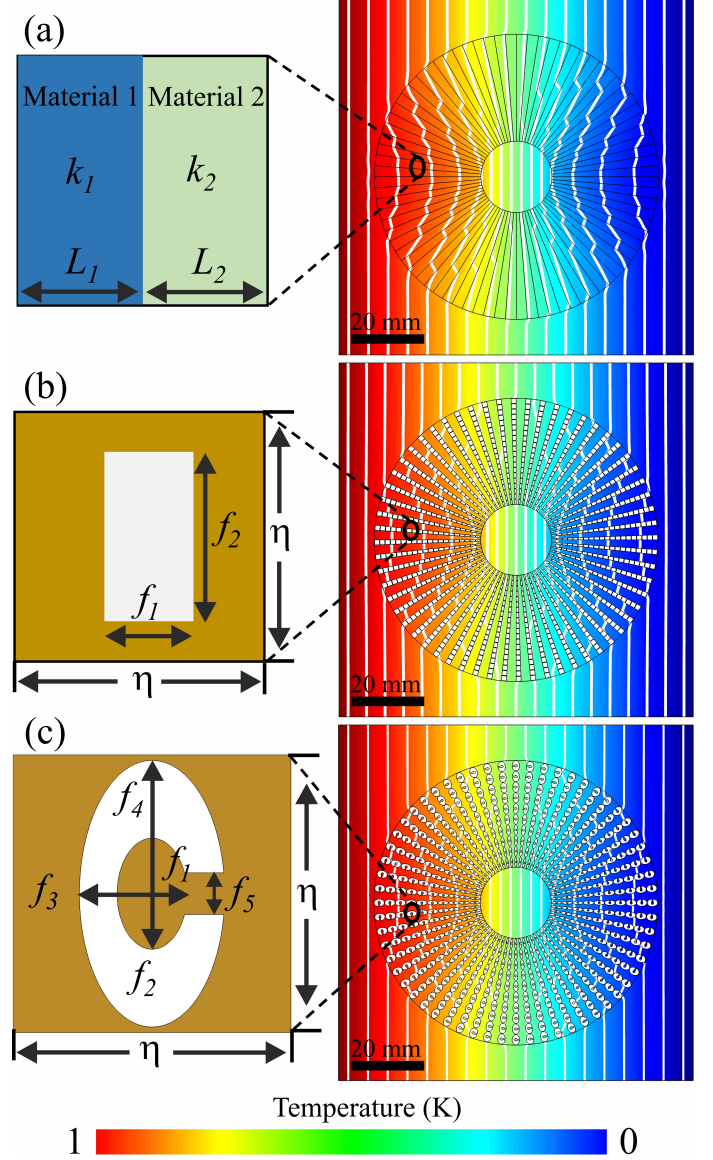 (a)
Material 1 Material 2
k1 k2
L1 L2
20 mm
(b)
f2
η
f1
η
20 mm
(c)
f4
f1
f3
f5
η
f2
η
20 mm
Temperature (K)
1 0